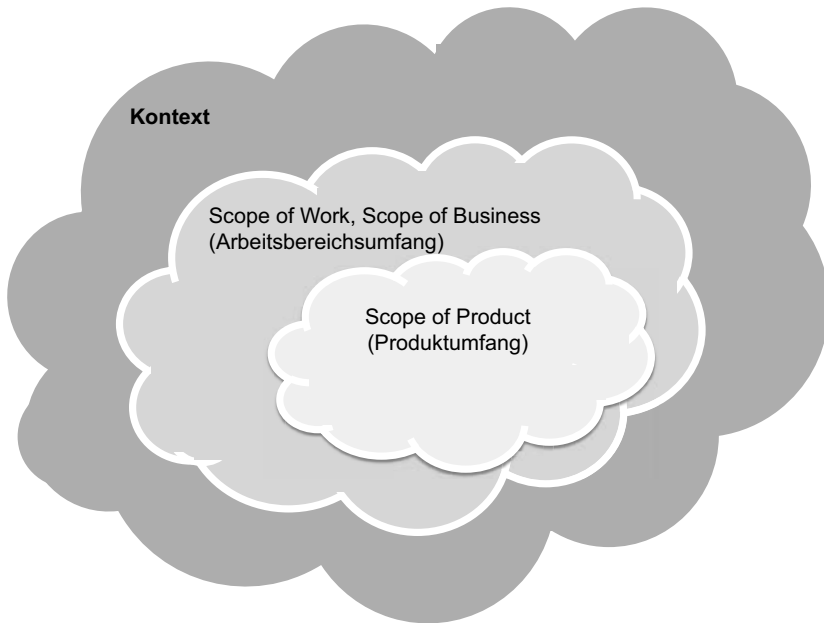 Kontext
Scope of Work, Scope of Business
(Arbeitsbereichsumfang)
Scope of Product
(Produktumfang)